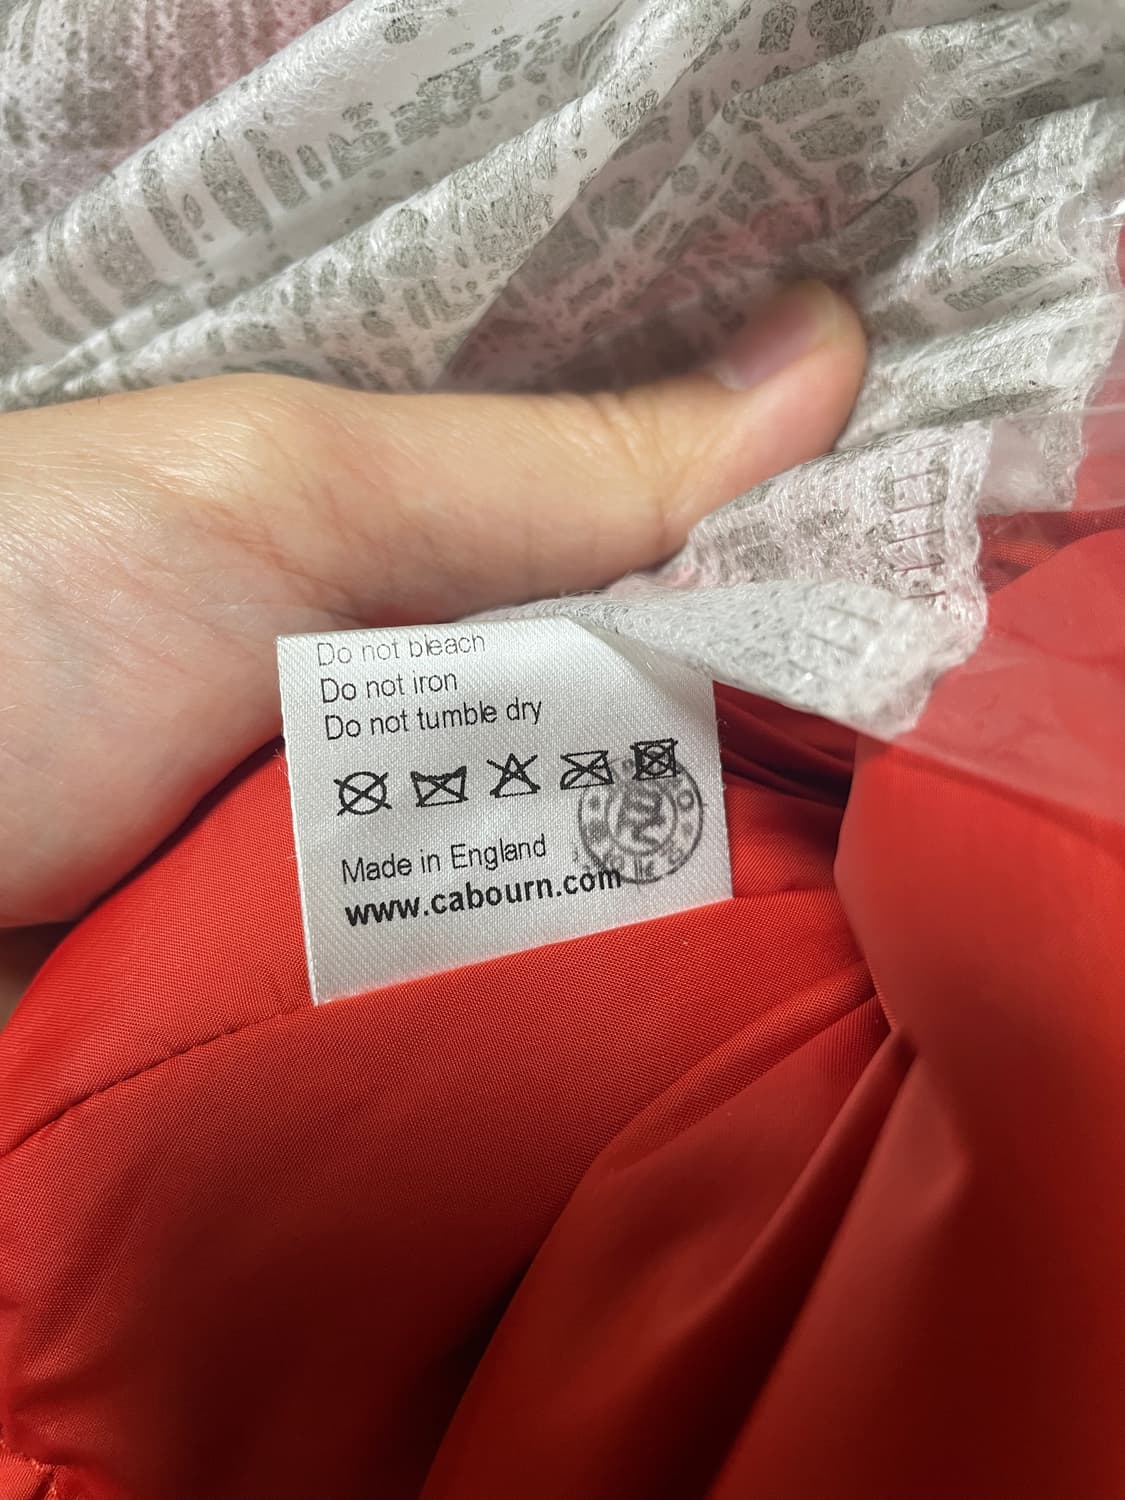 Do not bleach
Do not iron
Do not tumble dry
Made in England
www.cabourn.com